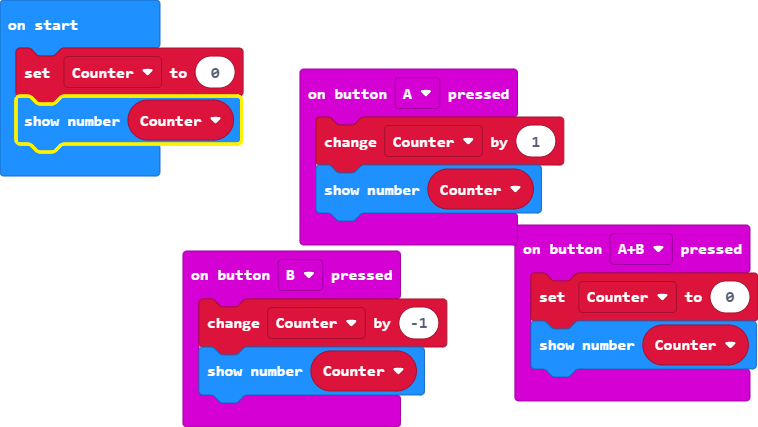 on start
set Counter to 0
show number Counter
on button A pressed
change Counter by 1
show number Counter
on button B pressed
change Counter by -1
show number Counter
on button A+B pressed
set Counter to 0
show number Counter